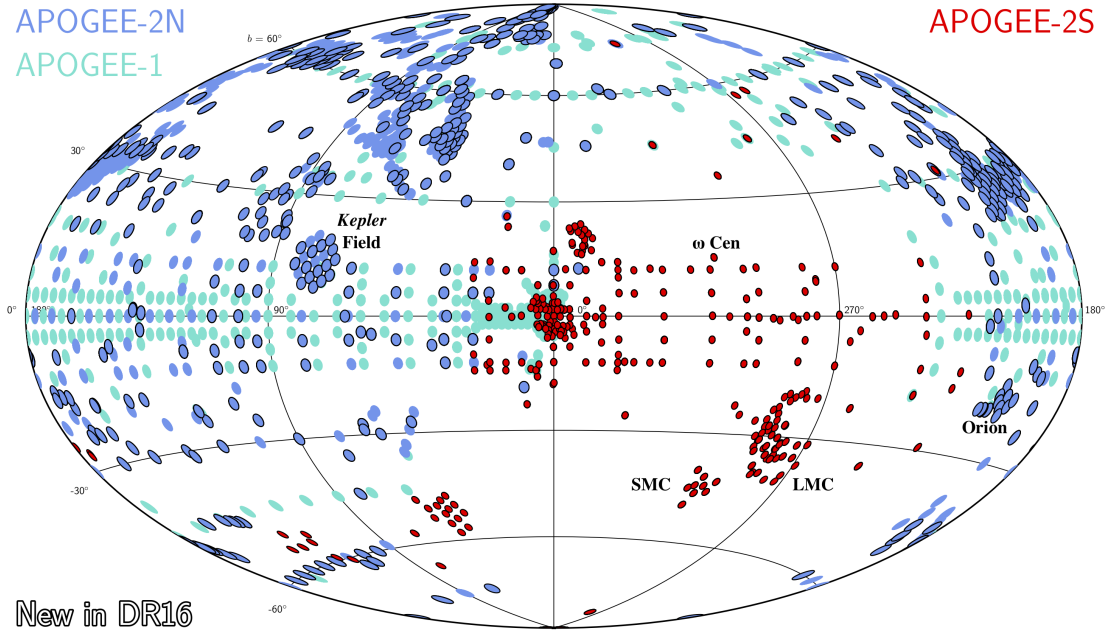 APOGEE-2N
APOGEE-1
APOGEE-2S
b = 60°
30°
Kepler
Field
ω Cen
0°
180°
90°
0°
270°
180°
Orion
SMC
LMC
-30°
-60°
New in DR16